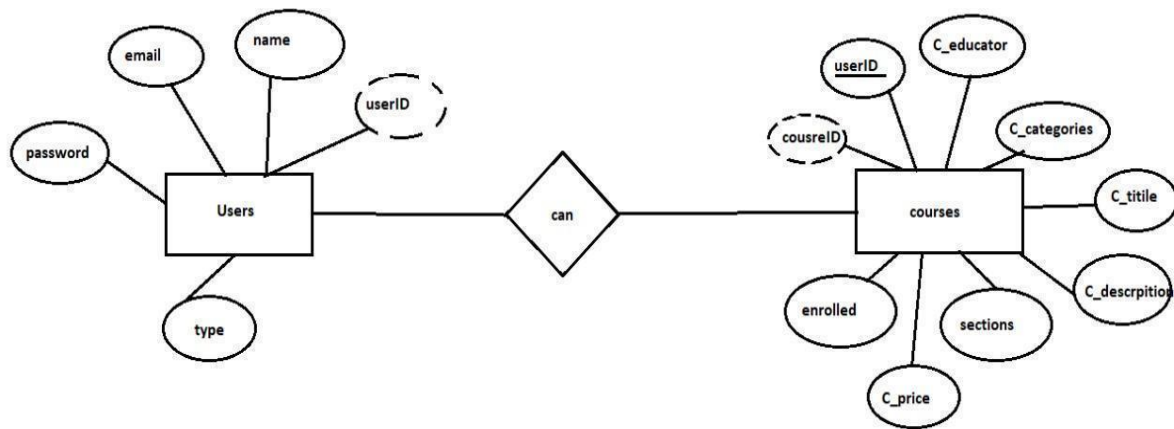 email
name
userID
password
Users
type
can
userID
C_educator
cousreID
C_categories
courses
C_titile
C_descrpition
enrolled
sections
C_price